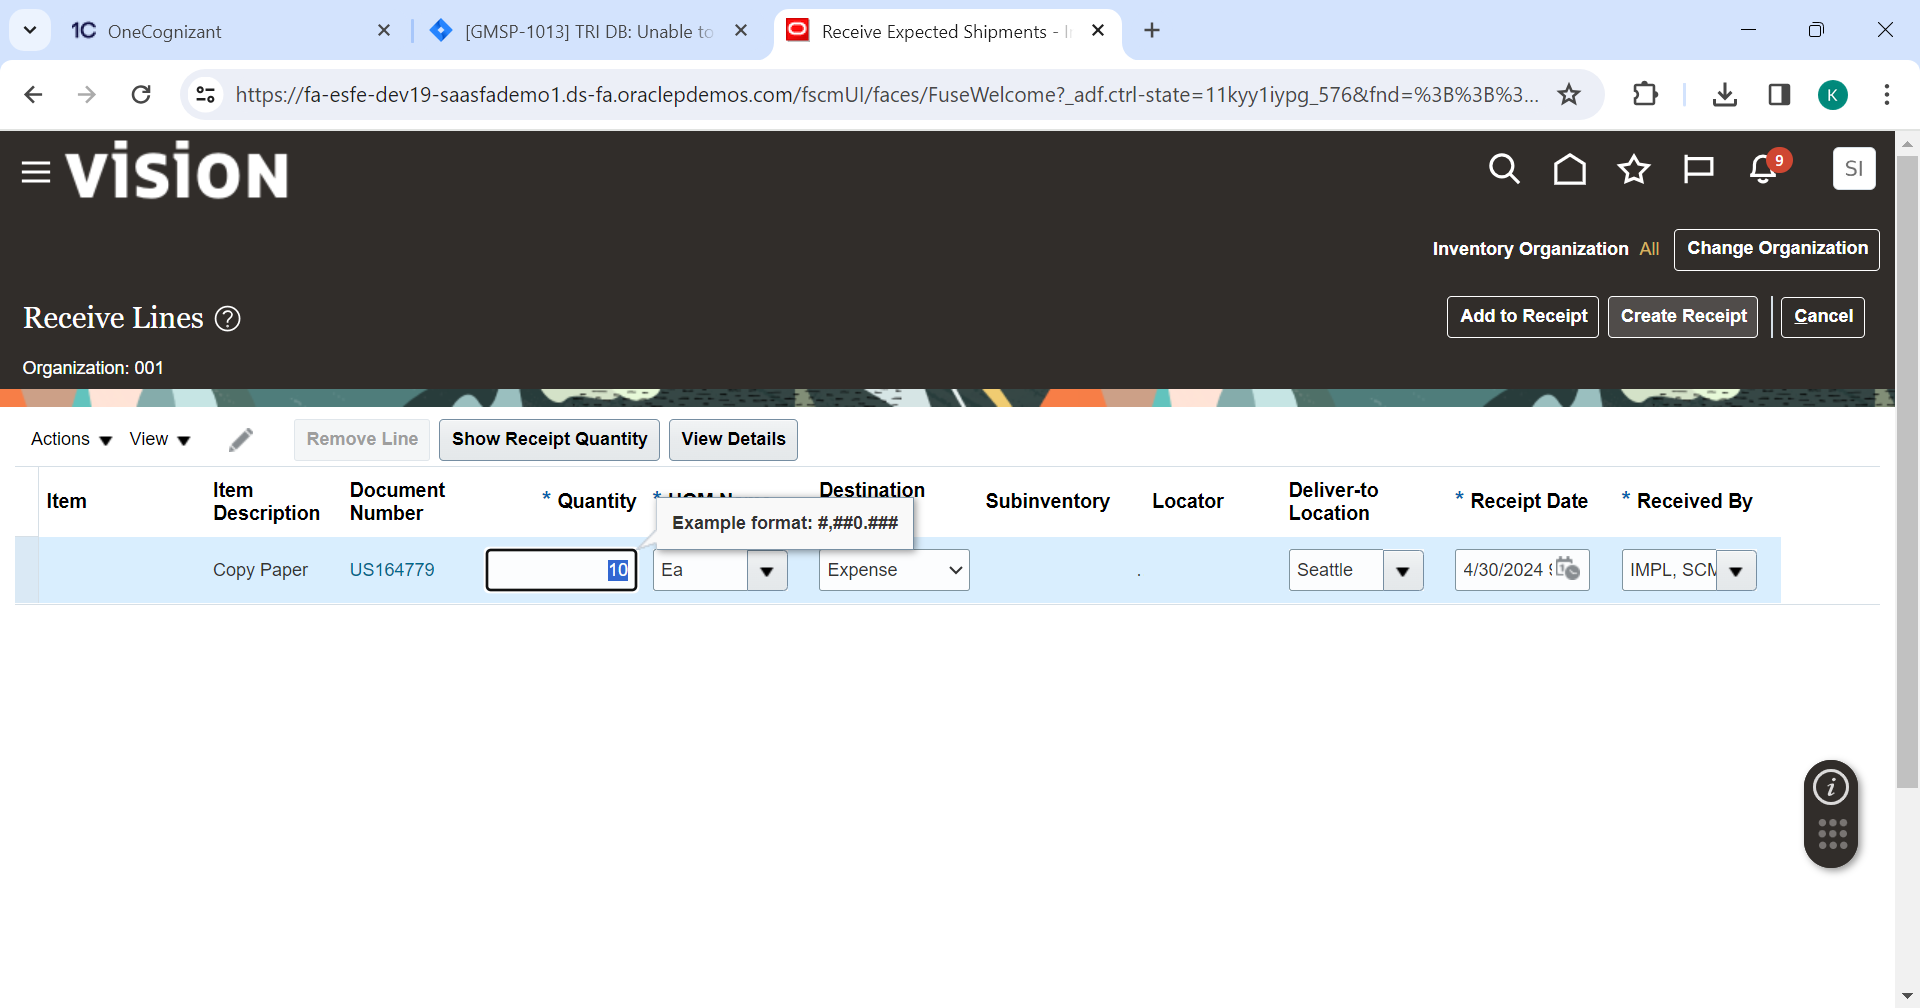 OneCognizant
[GMSP-1013] TRI DB: Unable to
Receive Expected Shipments - I
https://fa-esfe-dev19-saasfademo1.ds-fa.oraclepdemos.com/fscmUI/faces/FuseWelcome?_adf.ctrl-state=11kyy1iypg_576&fnd=%3B%3B%3...
K
VISION
9
SI
Inventory Organization All
Change Organization
Receive Lines ?
Add to Receipt
Create Receipt
Cancel
Organization: 001
Actions
View
Remove Line
Show Receipt Quantity
View Details
Item
Item Description
Document Number
* Quantity
Destination
Subinventory
Locator
Deliver-to Location
* Receipt Date
* Received By
Example format: #,##0.###
Copy Paper
US164779
10
Ea
Expense
.
Seattle
4/30/2024
IMPL, SCM
i